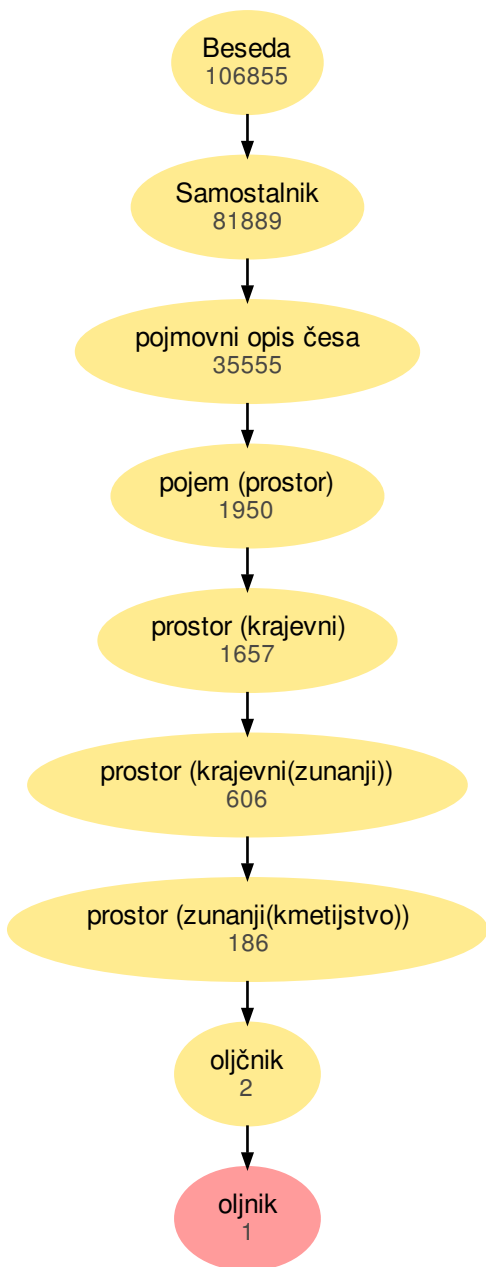 Beseda
106855
Samostalnik
81889
pojmovni opis česa
35555
pojem (prostor)
1950
prostor (krajevni)
1657
prostor (krajevni(zunanji))
606
prostor (zunanji(kmetijstvo))
186
oljčnik
2
oljnik
1